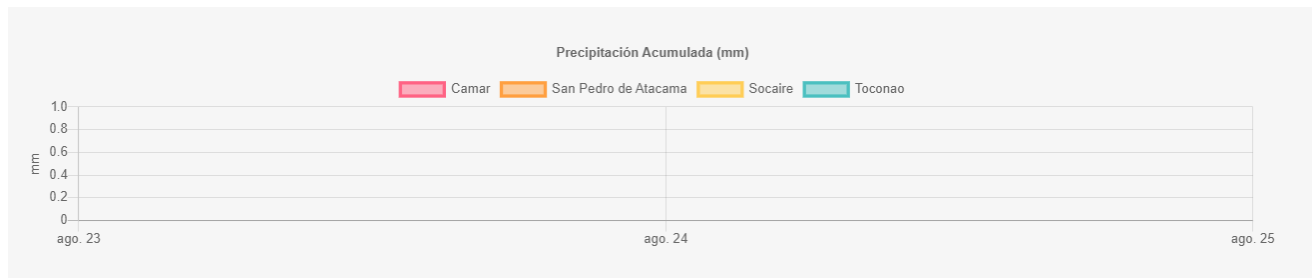 Precipitación Acumulada (mm)
Camar San Pedro de Atacama Socaire Toconao
1.0
0.8
0.6
0.4
0.2
0
mm
ago. 23 ago. 24 ago. 25